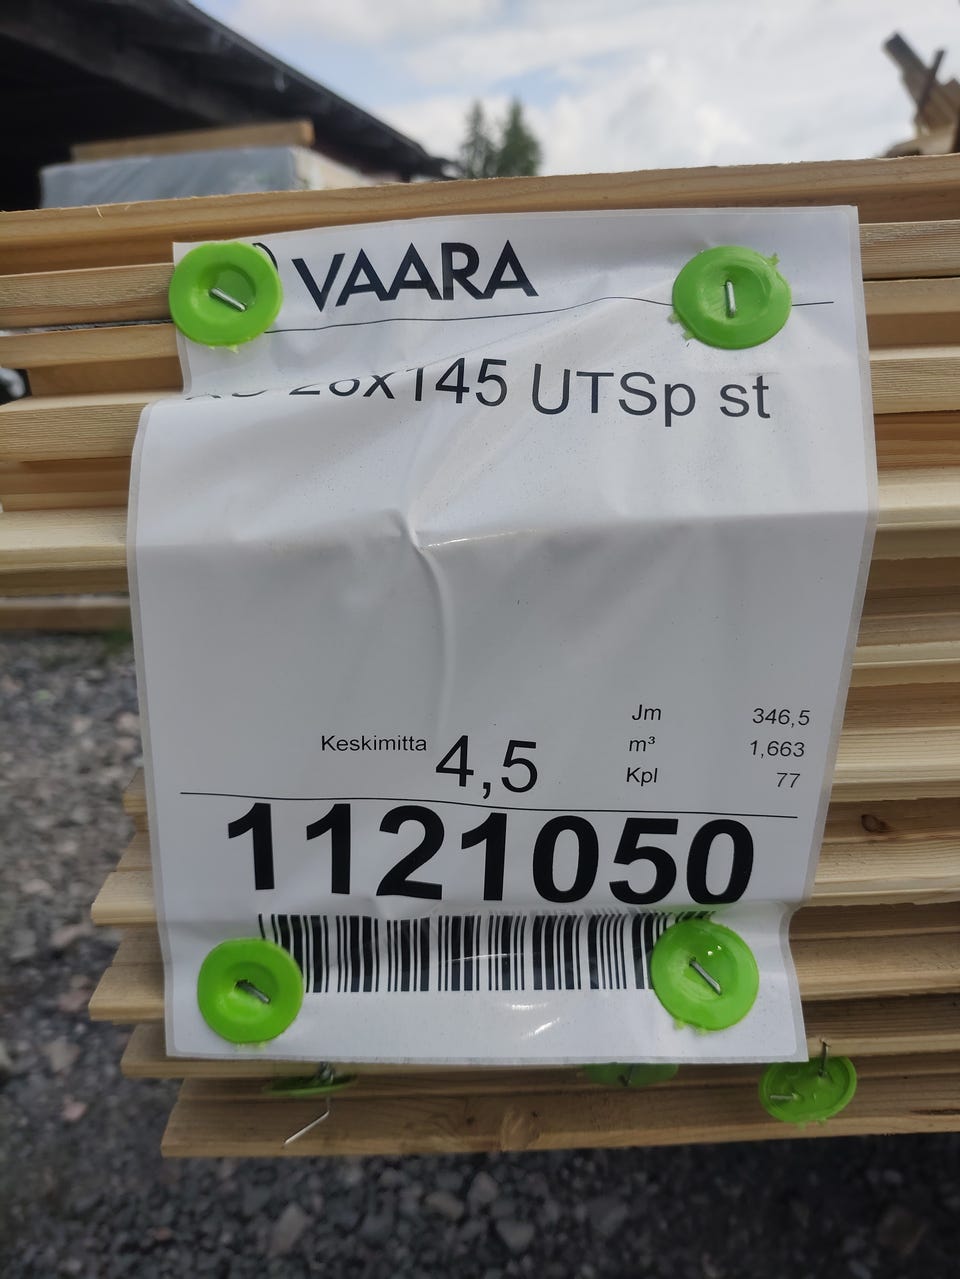 VAARA
28x145 UTSp st
Jm 346,5
Keskimitta 4,5
m³ 1,663
Kpl 77
1121050